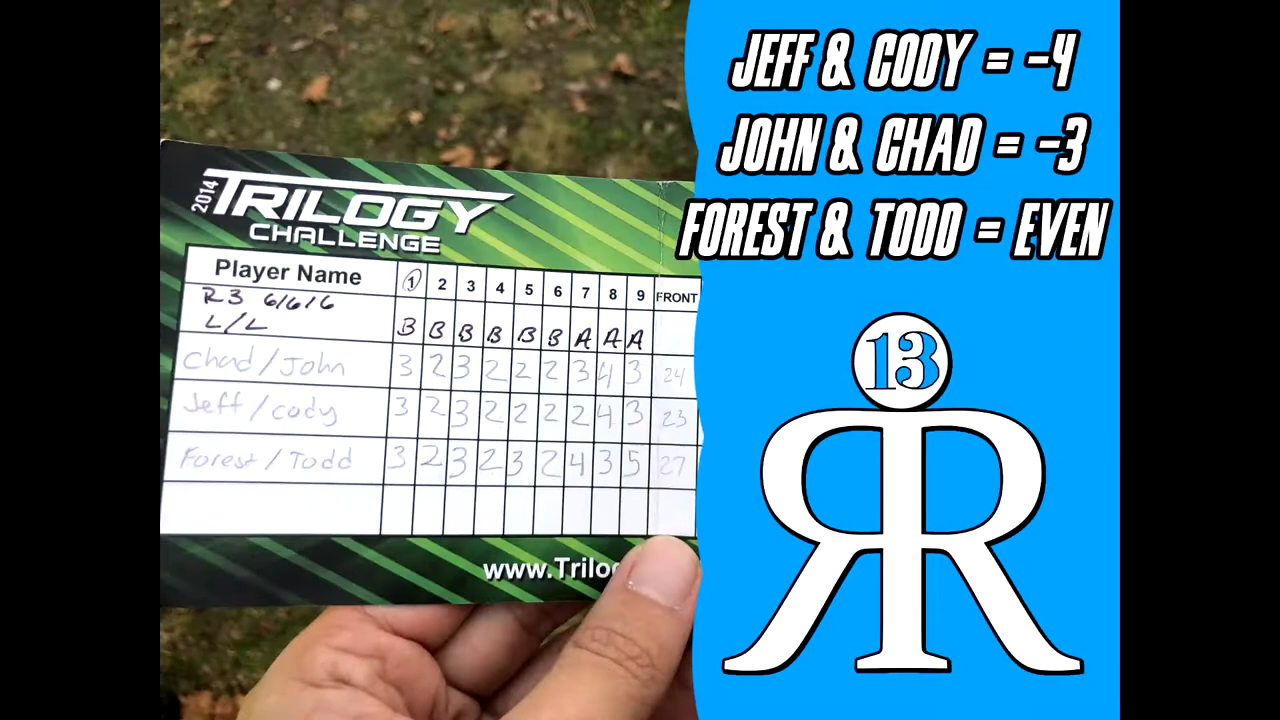 JEFF & CODY = -4
JOHN & CHAD = -3
FOREST & TODD = EVEN
13
R R
2014 TRILOGY
CHALLENGE
Player Name 1 2 3 4 5 6 7 8 9 FRONT
R3 6/6/6
L/L B B B B B B A A A
Chad/John 3 2 3 2 2 2 3 4 3 24
Jeff/cody 3 2 3 2 2 2 2 4 3 23
Forest/Todd 3 2 3 2 3 2 4 3 5 27
www.Trilo